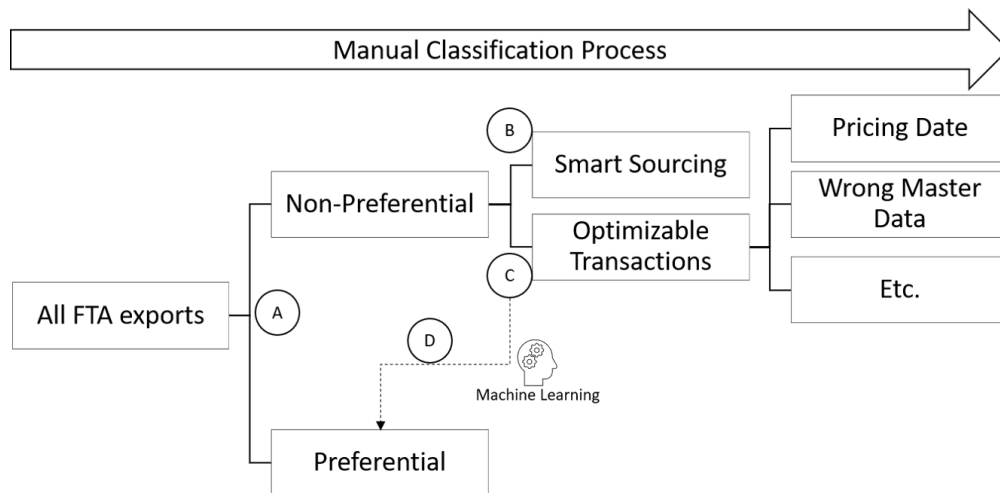 Manual Classification Process
B
Pricing Date
Smart Sourcing
Non-Preferential
Wrong Master
Data
Optimizable
Transactions
C
Etc.
All FTA exports
A
D
Machine Learning
Preferential